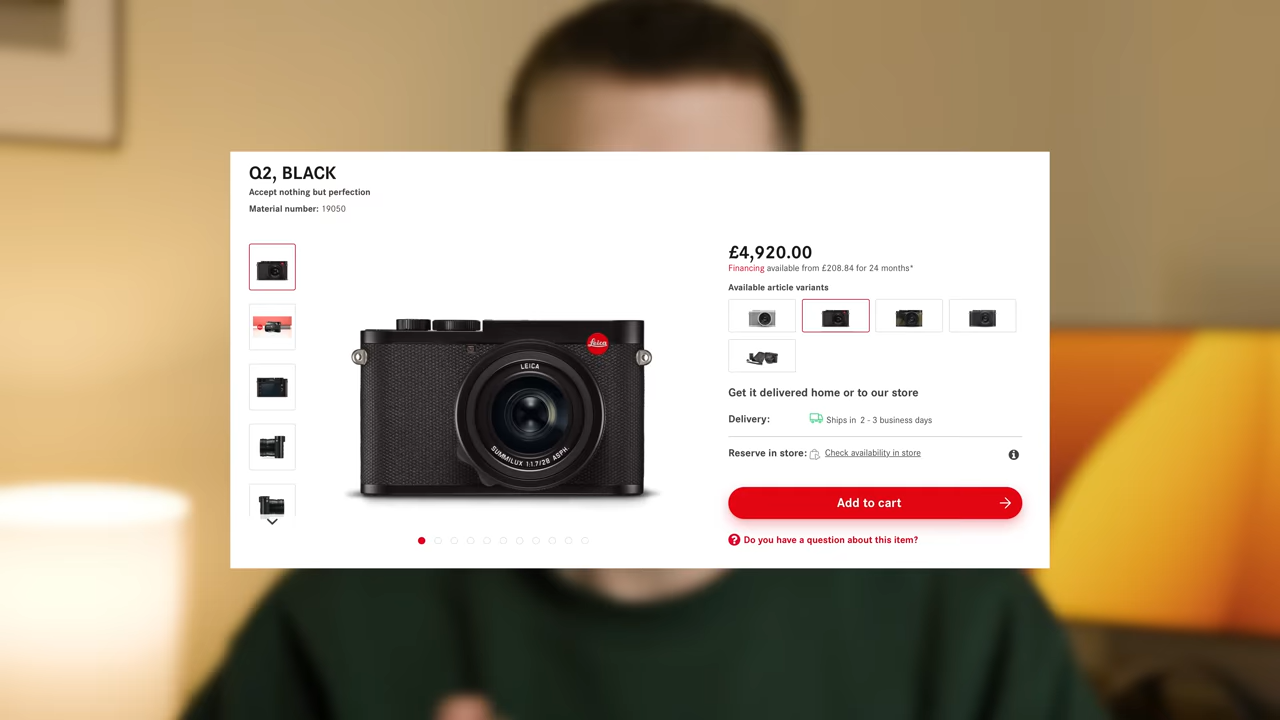 Q2, BLACK
Accept nothing but perfection
Material number: 19050
£4,920.00
Financing available from £208.84 for 24 months*
Available article variants
Leica
LEICA
SUMMILUX 1:1.7/28 ASPH.
Get it delivered home or to our store
Delivery: Ships in 2 - 3 business days
Reserve in store: Check availability in store
Add to cart
Do you have a question about this item?